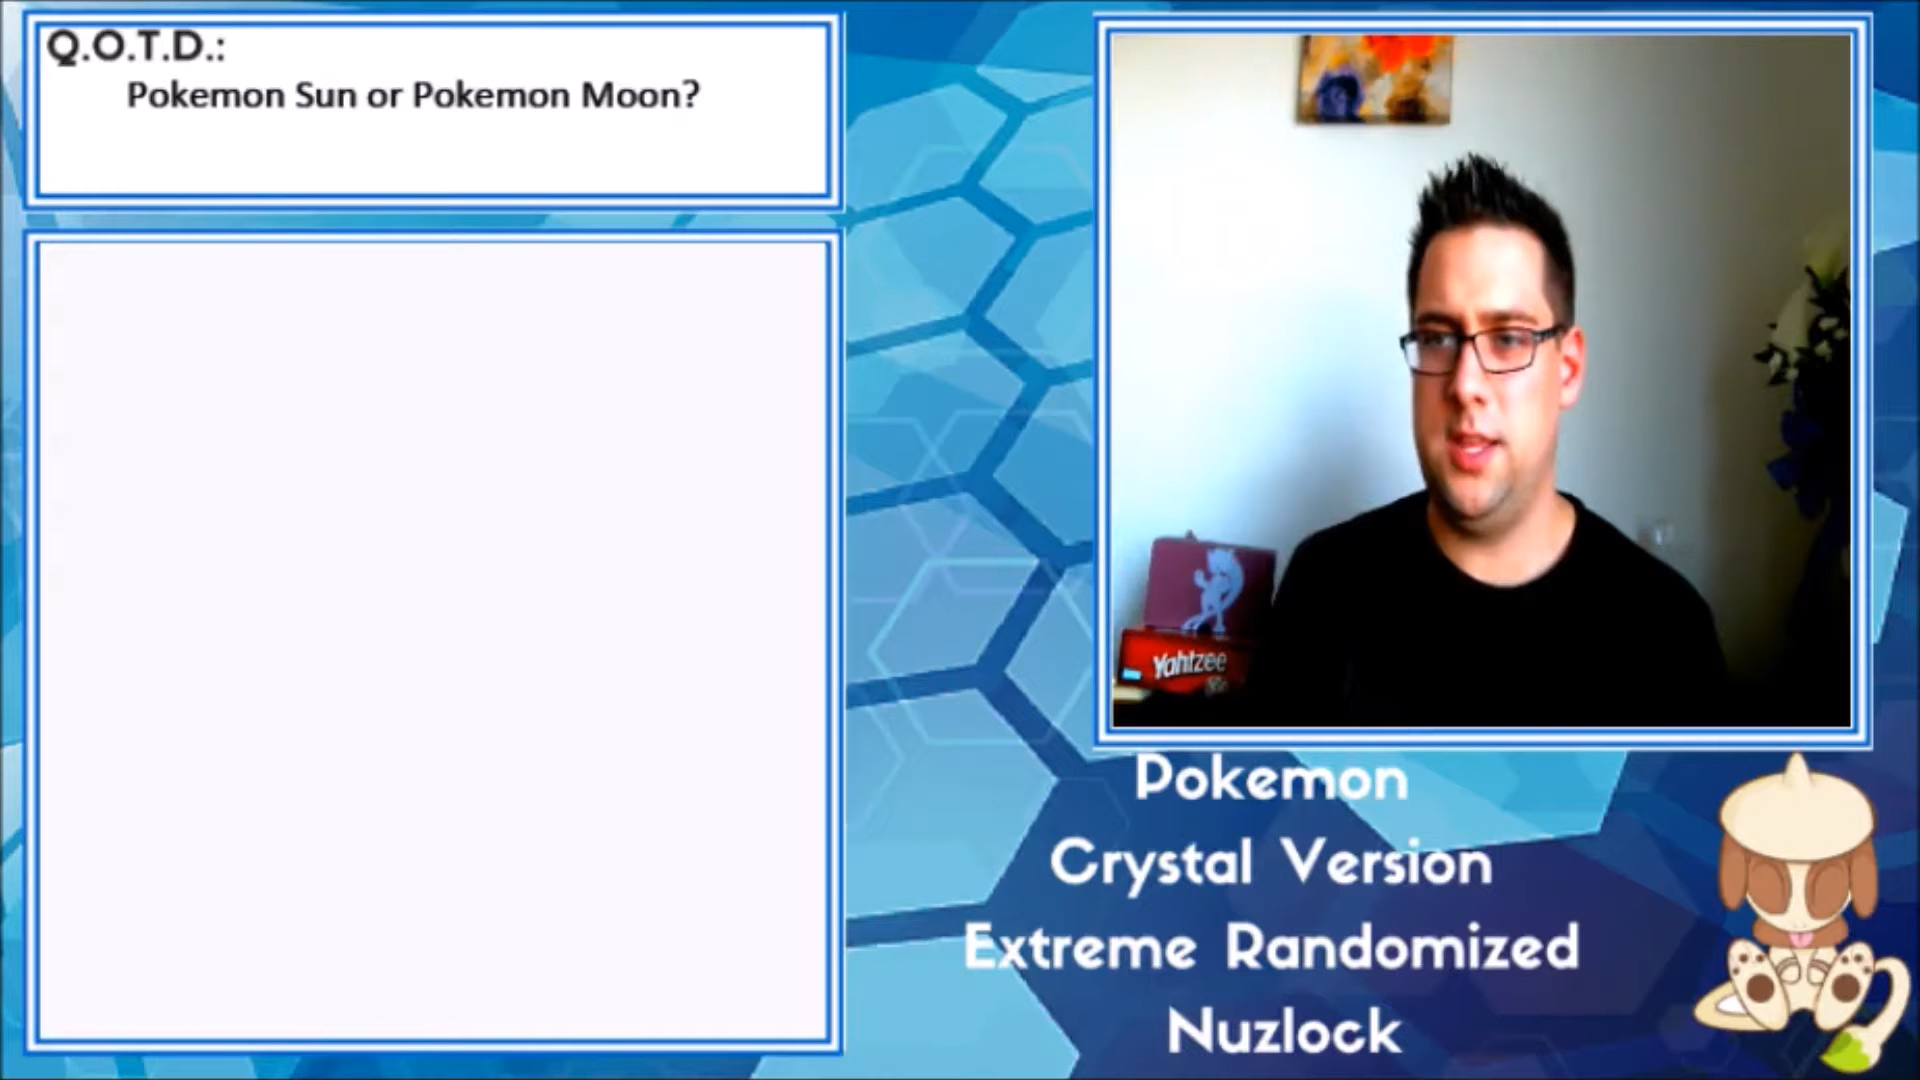 Q.O.T.D.:
Pokemon Sun or Pokemon Moon?
Yahtzee
Pokemon
Crystal Version
Extreme Randomized
Nuzlock